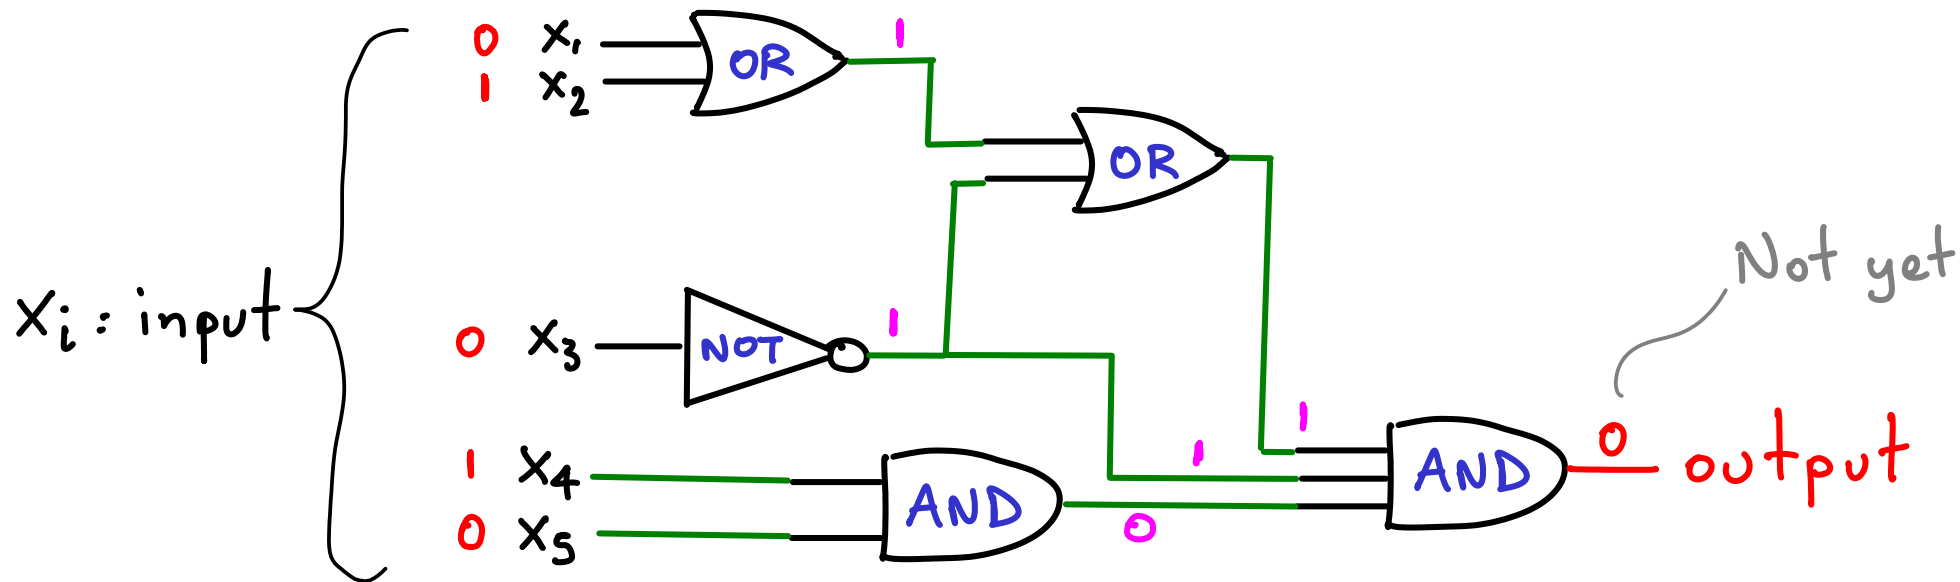 0 x₁ OR 1
1 x₂
OR
Not yet
xᵢ : input
0 x₃ NOT 1
1
1
0 output
1 x₄ AND AND
0 x₅ 0